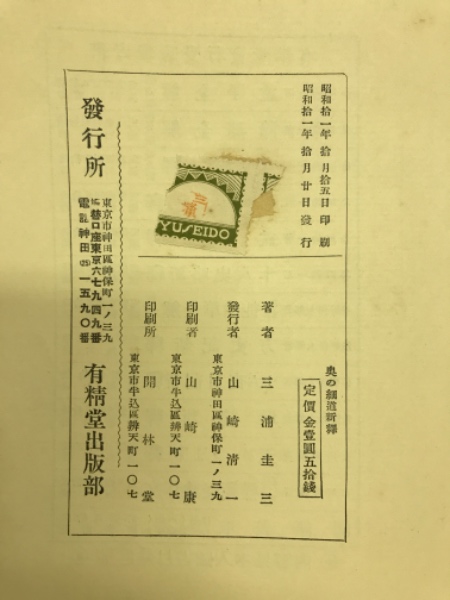 昭和拾一年 拾月拾五日印刷
昭和拾一年 拾月廿日發行
奥の細道新釋
定價金壹圓五拾錢
YUSEIDO
著者 三浦圭三
發行者 山崎清一
東京市神田區神保町一ノ三九
印刷者 山崎康
東京市牛込區辨天町一〇七
印刷所 開林堂
東京市牛込區辨天町一〇七
發行所 有精堂出版部
東京市神田區神保町一ノ三九
振替口座東京六七九四九番
電話神田㈣一五九〇番